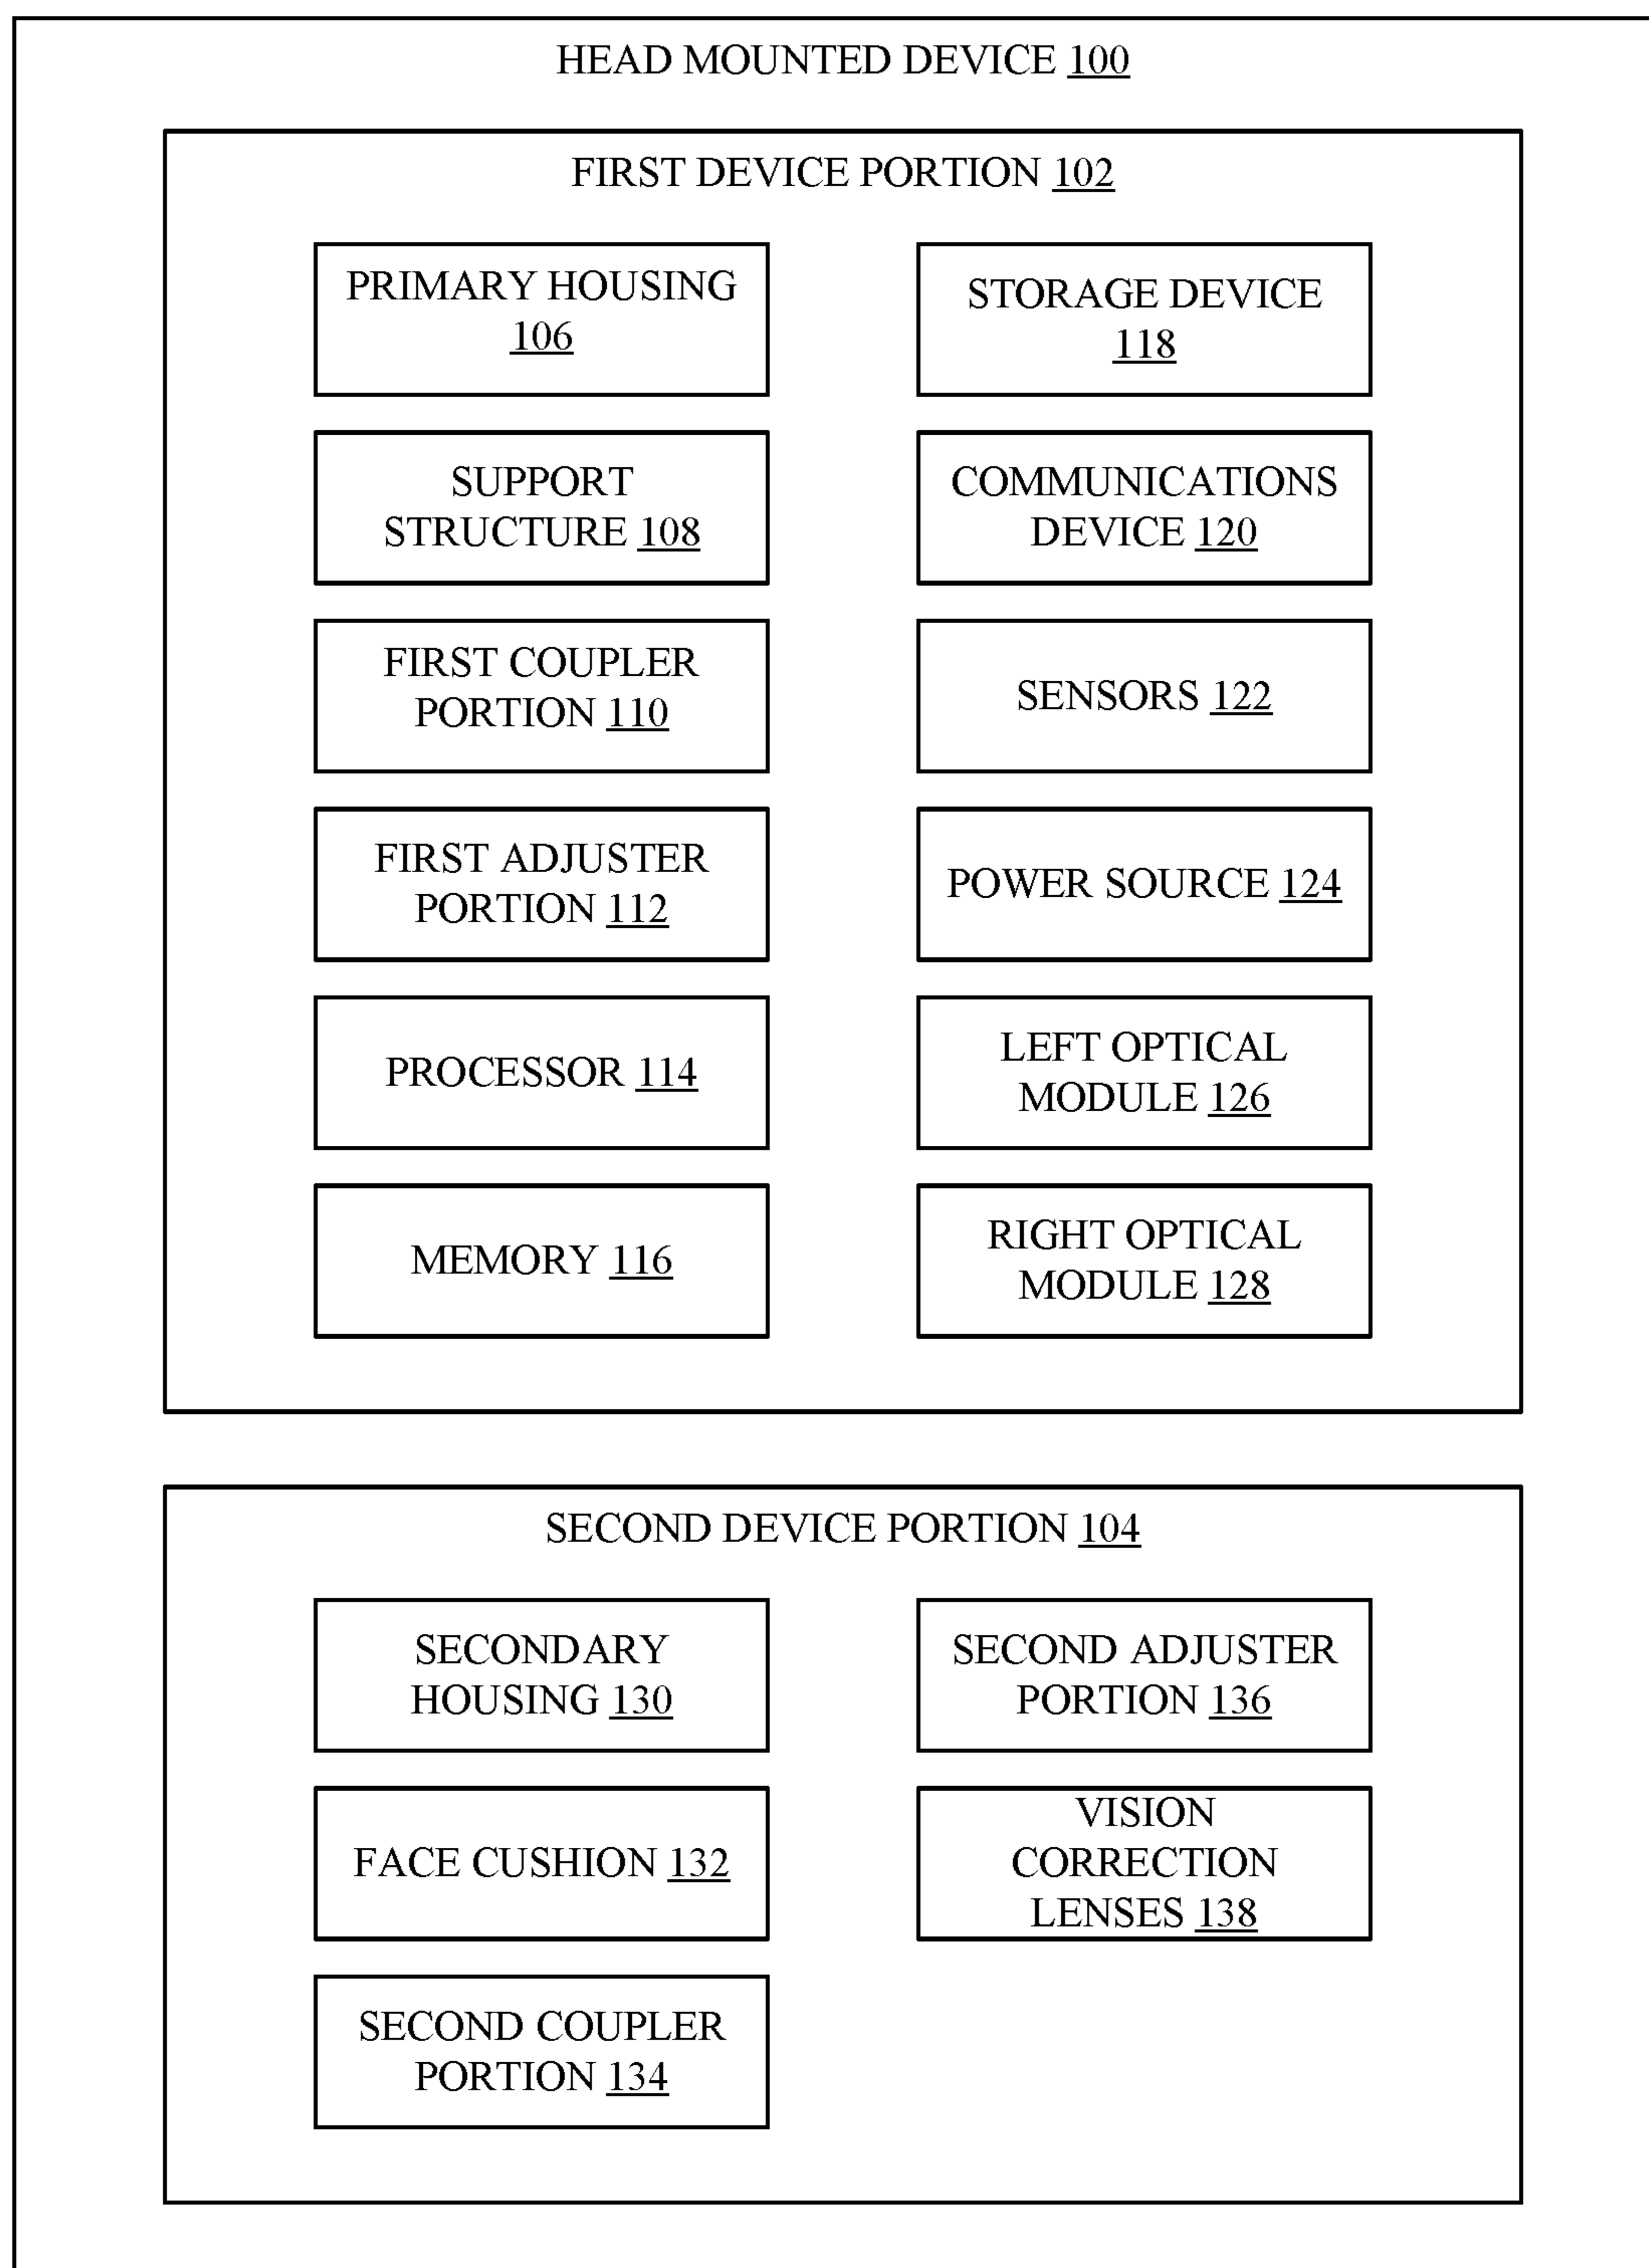 HEAD MOUNTED DEVICE 100
FIRST DEVICE PORTION 102
PRIMARY HOUSING
106
SUPPORT
STRUCTURE 108
FIRST COUPLER
PORTION 110
FIRST ADJUSTER
PORTION 112
PROCESSOR 114
MEMORY 116
STORAGE DEVICE
118
COMMUNICATIONS
DEVICE 120
SENSORS 122
POWER SOURCE 124
LEFT OPTICAL
MODULE 126
RIGHT OPTICAL
MODULE 128
SECOND DEVICE PORTION 104
SECONDARY
HOUSING 130
FACE CUSHION 132
SECOND COUPLER
PORTION 134
SECOND ADJUSTER
PORTION 136
VISION
CORRECTION
LENSES 138